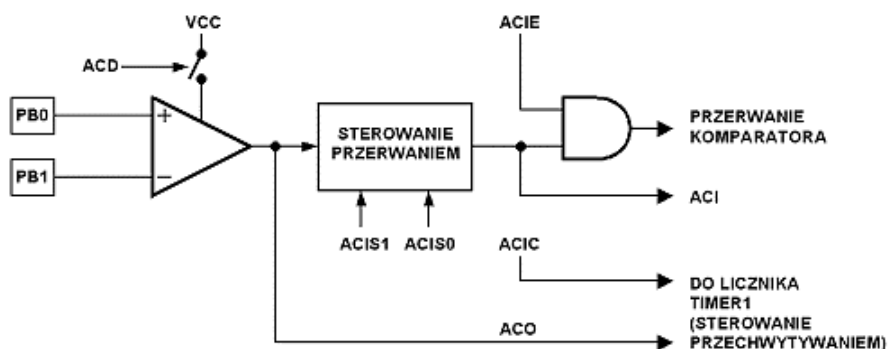 VCC
ACIE
ACD
PB0
PB1
+
−
STEROWANIE
PRZERWANIEM
PRZERWANIE
KOMPARATORA
ACI
ACIS1
ACIS0
ACIC
DO LICZNIKA
TIMER1
(STEROWANIE
PRZECHWYTYWANIEM)
ACO